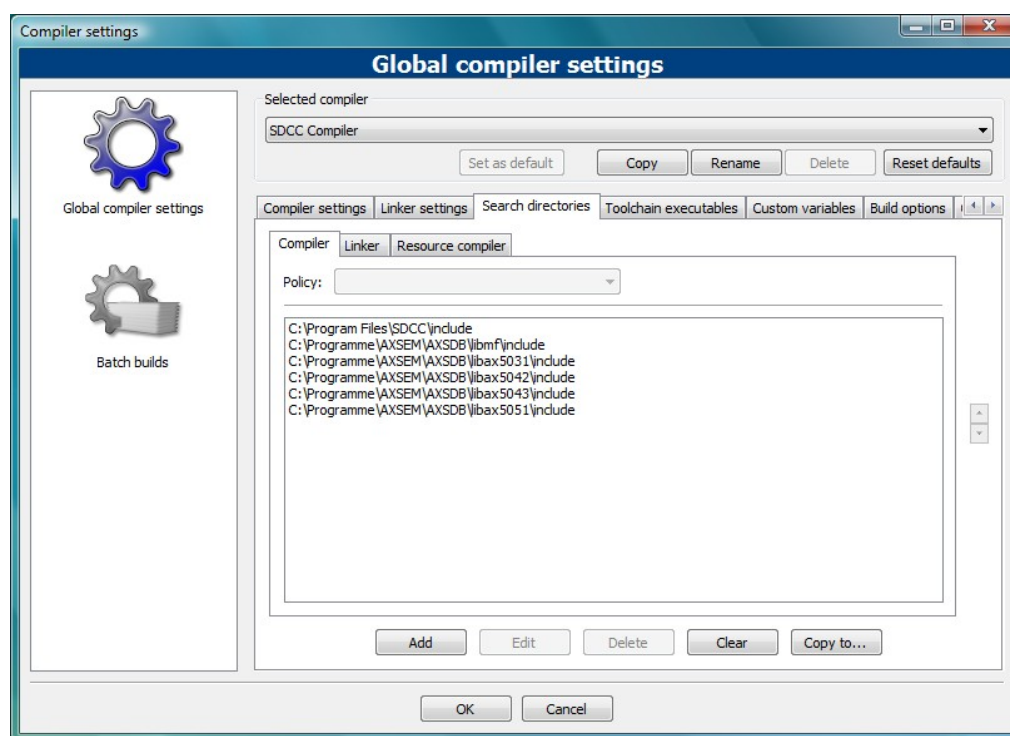 Compiler settings
Global compiler settings
Global compiler settings
Batch builds
Selected compiler
SDCC Compiler
Set as default Copy Rename Delete Reset defaults
Compiler settings Linker settings Search directories Toolchain executables Custom variables Build options
Compiler Linker Resource compiler
Policy:
C:\Program Files\SDCC\include
C:\Programme\AXSEM\AXSDB\libmf\include
C:\Programme\AXSEM\AXSDB\libax5031\include
C:\Programme\AXSEM\AXSDB\libax5042\include
C:\Programme\AXSEM\AXSDB\libax5043\include
C:\Programme\AXSEM\AXSDB\libax5051\include
Add Edit Delete Clear Copy to...
OK Cancel